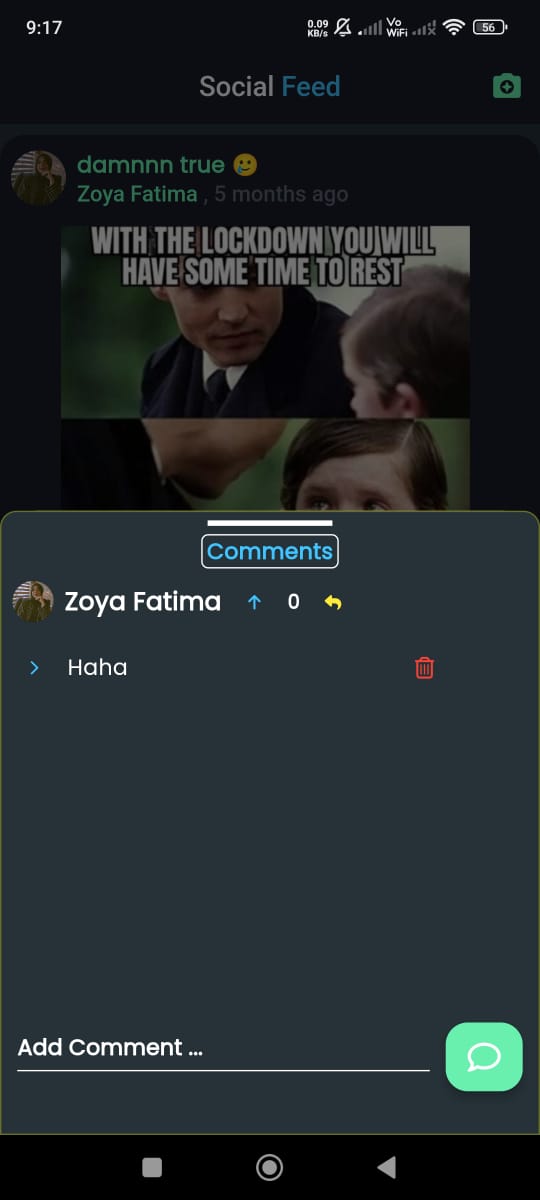 9:17
0.09
KB/s
Vo
WiFi
56
Social Feed
damnnn true 🥲
Zoya Fatima , 5 months ago
WITH THE LOCKDOWN YOU WILL
HAVE SOME TIME TO REST
Comments
Zoya Fatima 0
Haha
Add Comment ...